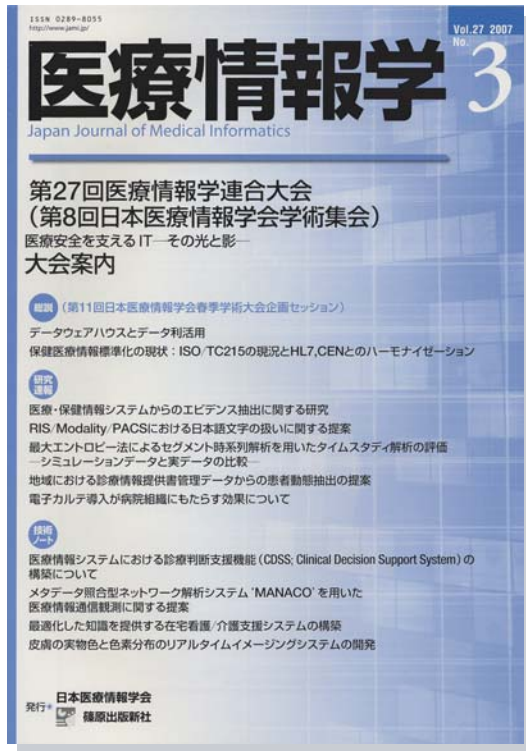 ISSN 0289-8055
http://www.jami.jp/
Vol.27 2007
No.
3
医療情報学
Japan Journal of Medical Informatics
第27回医療情報学連合大会
（第8回日本医療情報学会学術集会）
医療安全を支えるIT―その光と影―
大会案内
総説（第11回日本医療情報学会春季学術大会企画セッション）
データウェアハウスとデータ利活用
保健医療情報標準化の現状：ISO/TC215の現況とHL7,CENとのハーモナイゼーション
研究
速報
医療・保健情報システムからのエビデンス抽出に関する研究
RIS/Modality/PACSにおける日本語文字の扱いに関する提案
最大エントロピー法によるセグメント時系列解析を用いたタイムスタディ解析の評価
―シミュレーションデータと実データの比較―
地域における診療情報提供書管理データからの患者動態抽出の提案
電子カルテ導入が病院組織にもたらす効果について
技術
ノート
医療情報システムにおける診療判断支援機能（CDSS; Clinical Decision Support System）の
構築について
メタデータ照合型ネットワーク解析システム‘MANACO’を用いた
医療情報通信観測に関する提案
最適化した知識を提供する在宅看護/介護支援システムの構築
皮膚の実物色と色素分布のリアルタイムイメージングシステムの開発
発行●
日本医療情報学会
篠原出版新社